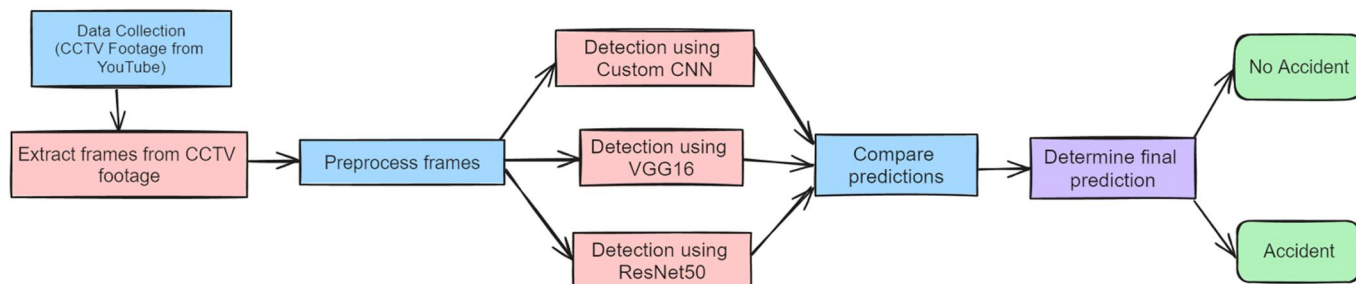 Data Collection
(CCTV Footage from
YouTube)
Extract frames from CCTV
footage
Preprocess frames
Detection using
Custom CNN
Detection using
VGG16
Detection using
ResNet50
Compare
predictions
Determine final
prediction
No Accident
Accident